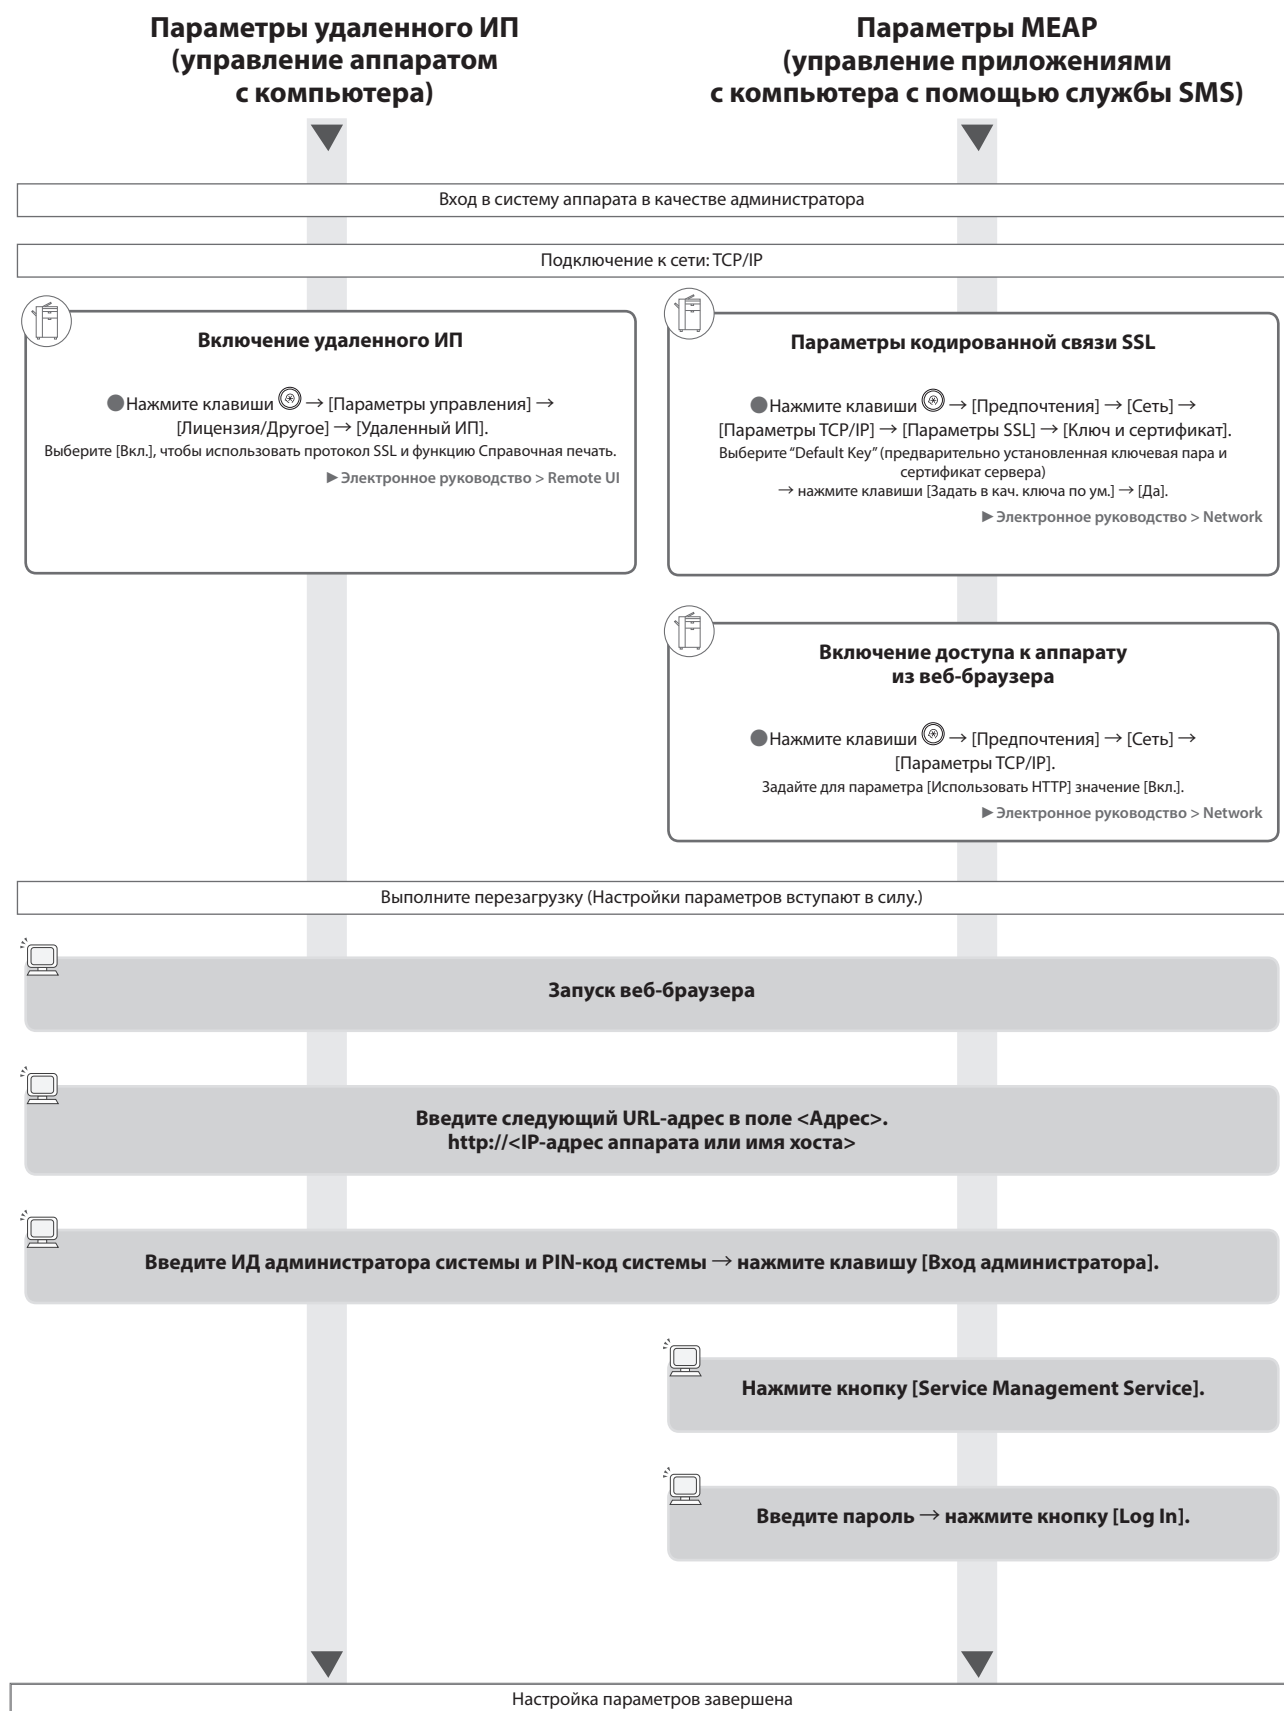 Параметры удаленного ИП
(управление аппаратом
с компьютера)
Параметры MEAP
(управление приложениями
с компьютера с помощью службы SMS)
Вход в систему аппарата в качестве администратора
Подключение к сети: TCP/IP
Включение удаленного ИП
●Нажмите клавиши → [Параметры управления] →
[Лицензия/Другое] → [Удаленный ИП].
Выберите [Вкл.], чтобы использовать протокол SSL и функцию Справочная печать.
►Электронное руководство > Remote UI
Параметры кодированной связи SSL
●Нажмите клавиши → [Предпочтения] → [Сеть] →
[Параметры TCP/IP] → [Параметры SSL] → [Ключ и сертификат].
Выберите “Default Key” (предварительно установленная ключевая пара и
сертификат сервера)
→ нажмите клавиши [Задать в кач. ключа по ум.] → [Да].
►Электронное руководство > Network
Включение доступа к аппарату
из веб-браузера
●Нажмите клавиши → [Предпочтения] → [Сеть] →
[Параметры TCP/IP].
Задайте для параметра [Использовать HTTP] значение [Вкл.].
►Электронное руководство > Network
Выполните перезагрузку (Настройки параметров вступают в силу.)
Запуск веб-браузера
Введите следующий URL-адрес в поле <Адрес>.
http://<IP-адрес аппарата или имя хоста>
Введите ИД администратора системы и PIN-код системы → нажмите клавишу [Вход администратора].
Нажмите кнопку [Service Management Service].
Введите пароль → нажмите кнопку [Log In].
Настройка параметров завершена